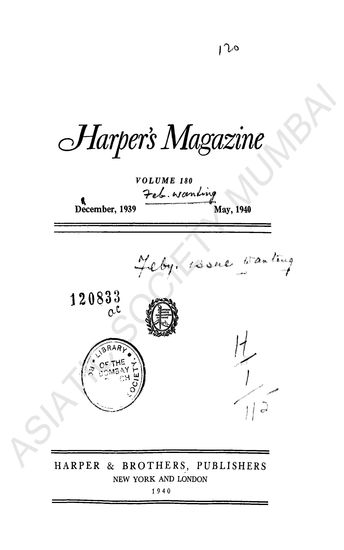 120
Harper's Magazine
VOLUME 180
Feb. wanting
December, 1939 May, 1940
Feby. issue wanting
120833
ac
LIBRARY
OF THE
BOMBAY
SOCIETY
H
1
112
HARPER & BROTHERS, PUBLISHERS
NEW YORK AND LONDON
1940
ASIATIC SOCIETY MUMBAI